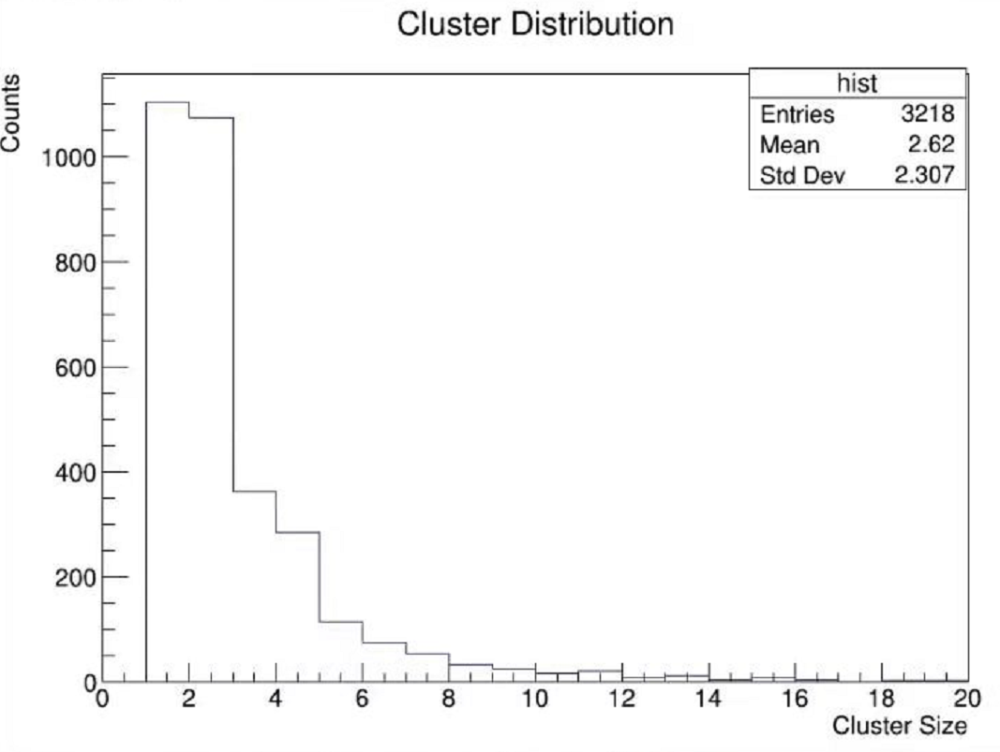 Cluster Distribution
Counts
hist
Entries 3218
Mean 2.62
Std Dev 2.307
1000
800
600
400
200
0
0 2 4 6 8 10 12 14 16 18 20
Cluster Size